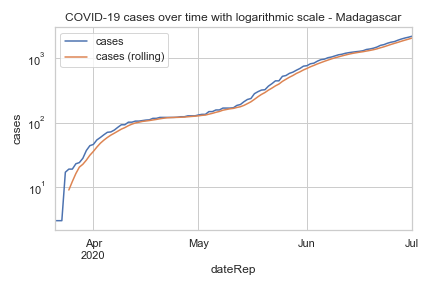 COVID-19 cases over time with logarithmic scale - Madagascar
cases
cases (rolling)
10³
10²
10¹
cases
Apr
2020
May
Jun
Jul
dateRep